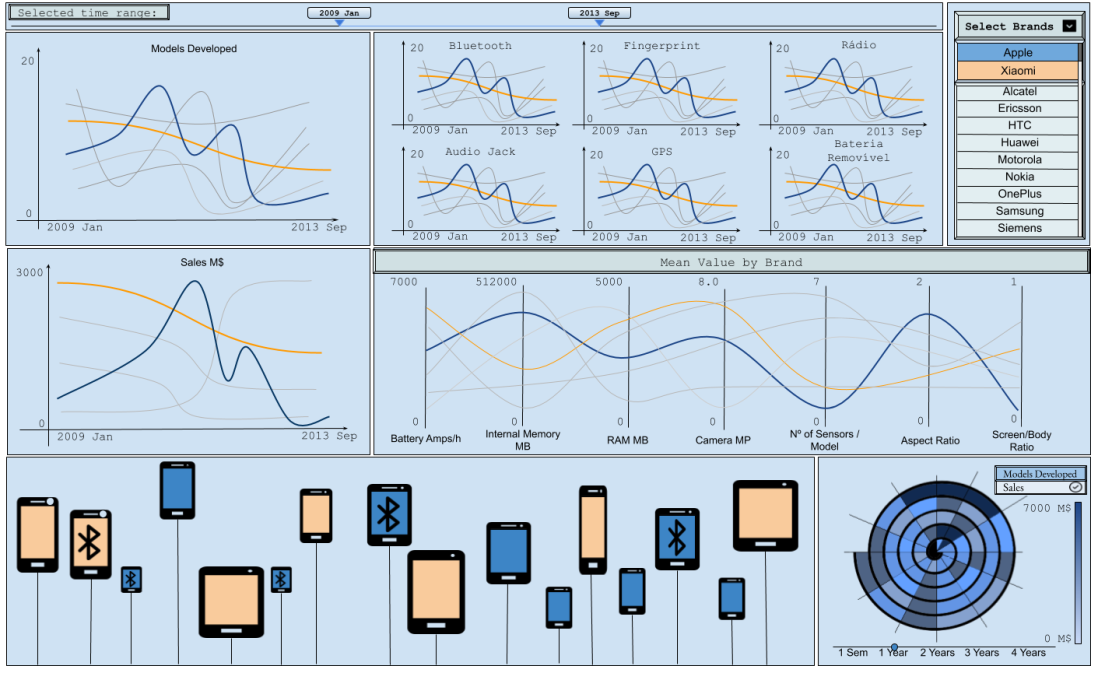 Selected time range:
2009 Jan
2013 Sep
Select Brands
Apple
Xiaomi
Alcatel
Ericsson
HTC
Huawei
Motorola
Nokia
OnePlus
Samsung
Siemens
Models Developed
20
0
2009 Jan
2013 Sep
Bluetooth
20
0
2009 Jan
2013 Sep
Fingerprint
20
0
2009 Jan
2013 Sep
Rádio
20
0
2009 Jan
2013 Sep
Audio Jack
20
0
2009 Jan
2013 Sep
GPS
20
0
2009 Jan
2013 Sep
Bateria
Removivel
20
0
2009 Jan
2013 Sep
Sales M$
3000
0
2009 Jan
2013 Sep
Mean Value by Brand
7000
512000
5000
8.0
7
2
1
0
0
0
0
0
0
Battery Amps/h
Internal Memory
MB
RAM MB
Camera MP
Nº of Sensors /
Model
Aspect Ratio
Screen/Body
Ratio
Models Developed
Sales
7000 M$
0 M$
1 Sem
1 Year
2 Years
3 Years
4 Years